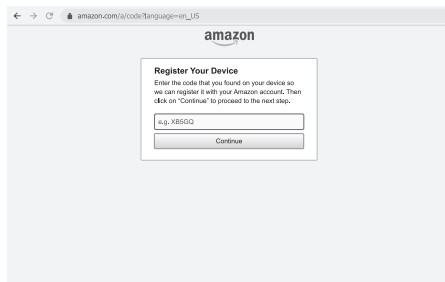 amazon.com/a/code?language=en_US
amazon
Register Your Device
Enter the code that you found on your device so
we can register it with your Amazon account. Then
click on "Continue" to proceed to the next step.
e.g. XB5GQ
Continue